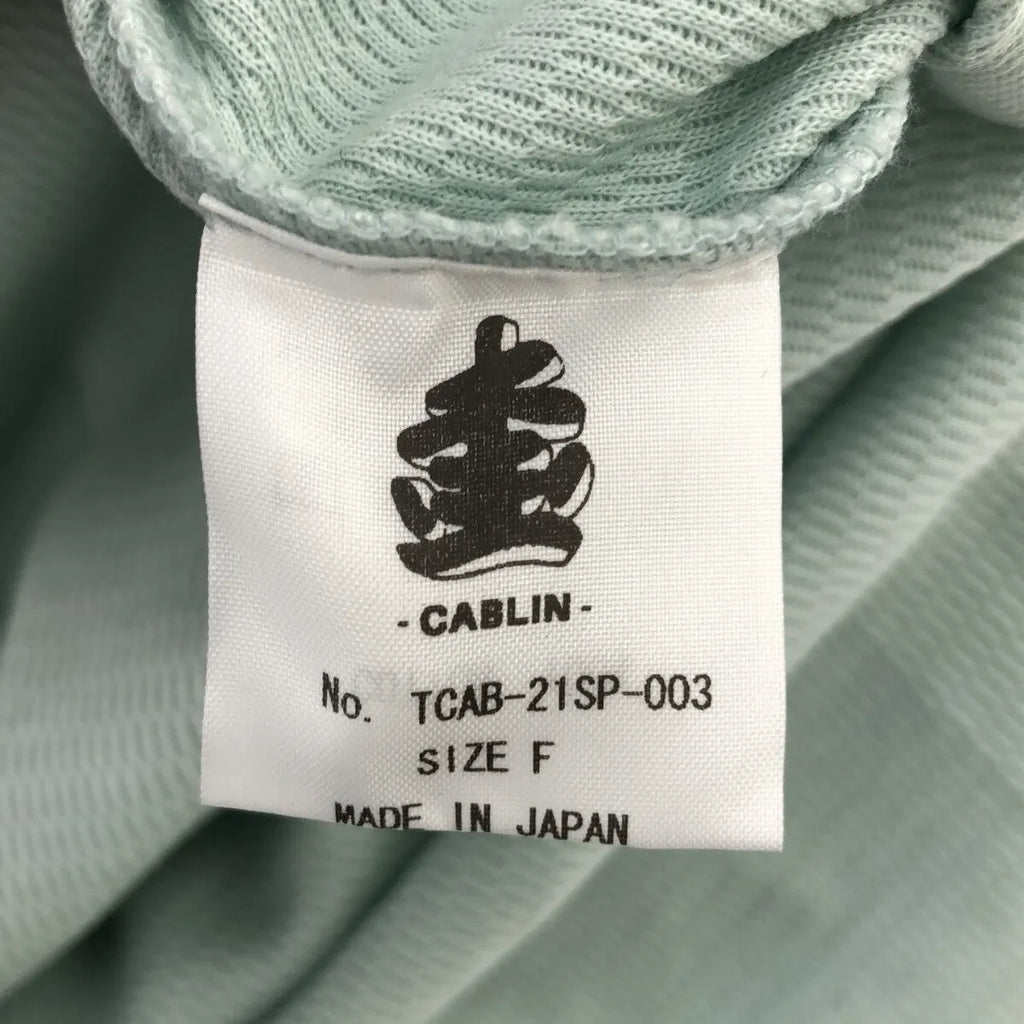 -CABLIN-
No. TCAB-21SP-003
SIZE F
MADE IN JAPAN